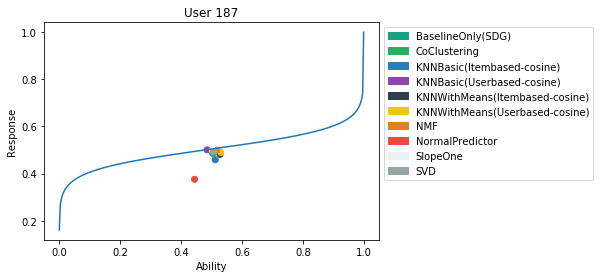 User 187
1.0
0.8
0.6
0.4
0.2
Response
0.0
0.2
0.4
0.6
0.8
1.0
Ability
BaselineOnly(SDG)
CoClustering
KNNBasic(Itembased-cosine)
KNNBasic(Userbased-cosine)
KNNWithMeans(Itembased-cosine)
KNNWithMeans(Userbased-cosine)
NMF
NormalPredictor
SlopeOne
SVD